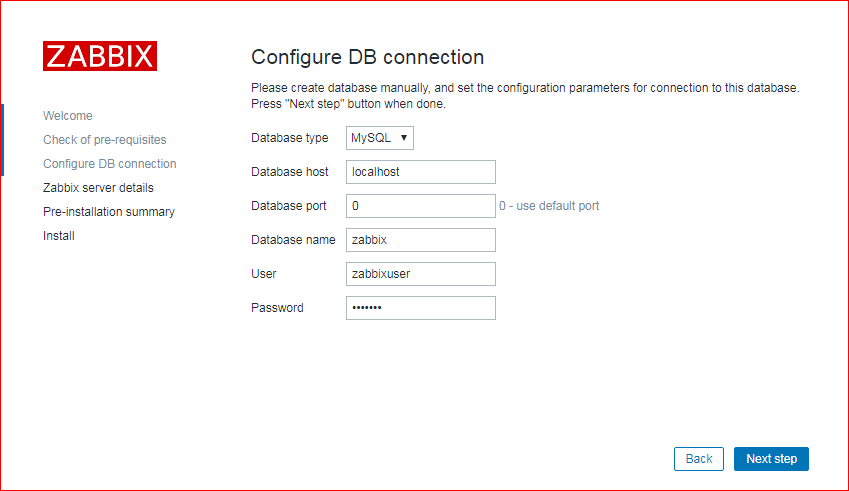 ZABBIX
Welcome
Check of pre-requisites
Configure DB connection
Zabbix server details
Pre-installation summary
Install
Configure DB connection
Please create database manually, and set the configuration parameters for connection to this database.
Press "Next step" button when done.
Database type MySQL ▼
Database host localhost
Database port 0 0 - use default port
Database name zabbix
User zabbixuser
Password •••••••
Back Next step